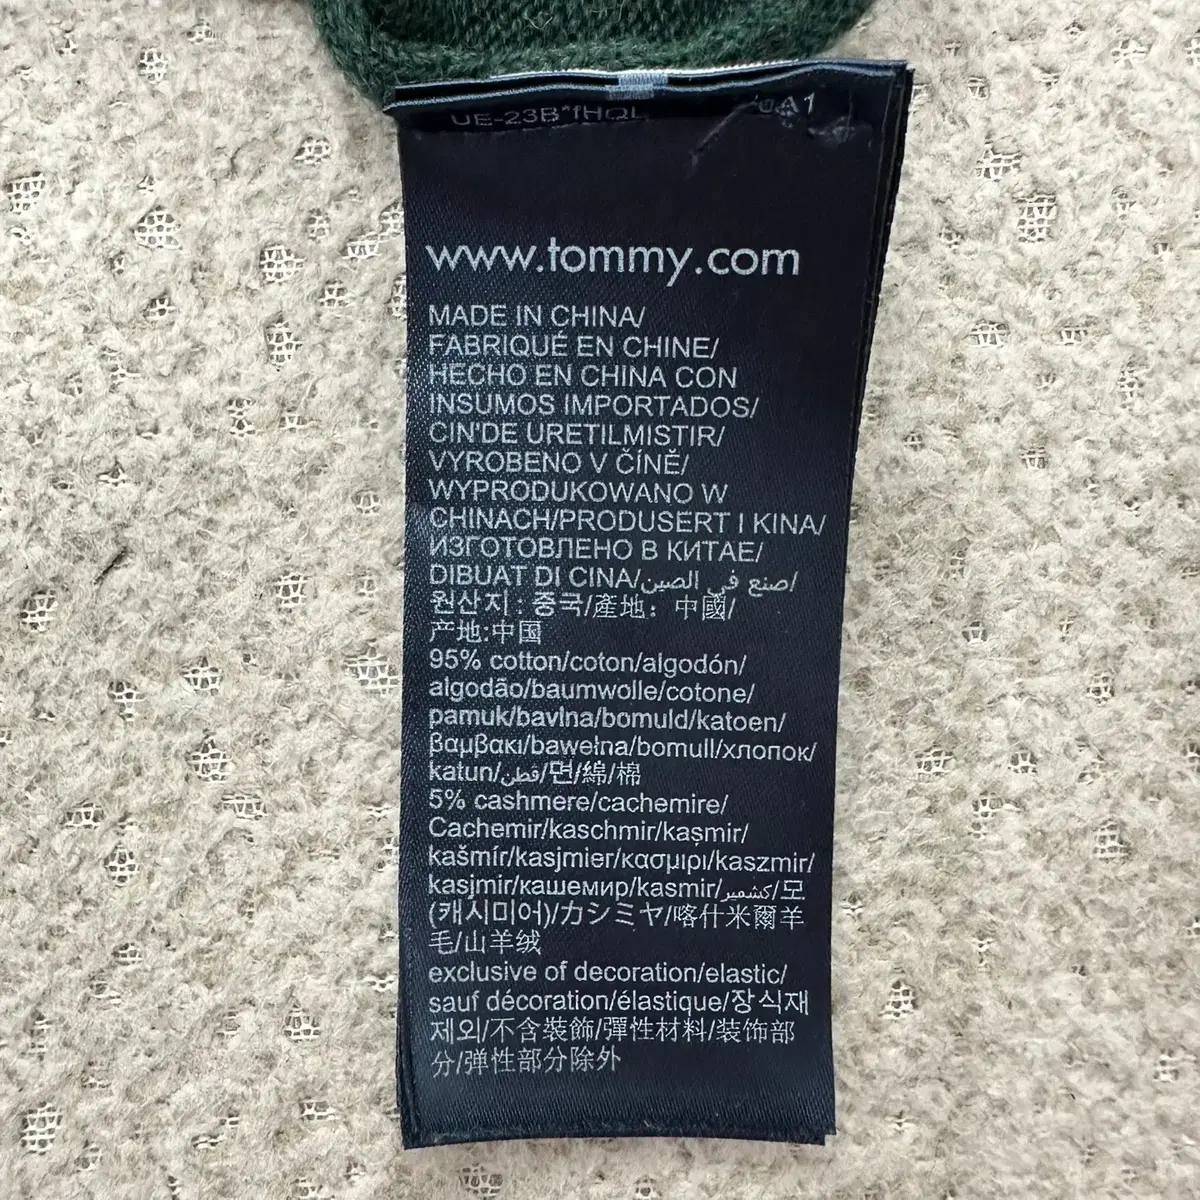 www.tommy.com
MADE IN CHINA/
FABRIQUÉ EN CHINE/
HECHO EN CHINA CON
INSUMOS IMPORTADOS/
CIN'DE URETILMISTIR/
VYROBENO V ČÍNĚ/
WYPRODUKOWANO W
CHINACH/PRODUSERT I KINA/
ИЗГОТОВЛЕНО В КИТАЕ/
DIBUAT DI CINA/صنع في الصين/
원산지 : 중국/產地：中國/
产地:中国
95% cotton/coton/algodón/
algodão/baumwolle/cotone/
pamuk/bavlna/bomuld/katoen/
βαμβακι/bawełna/bomull/хлопок/
katun/قطن/면/綿/棉
5% cashmere/cachemire/
Cachemir/kaschmir/kaşmir/
kašmír/kasjmier/κασμιρι/kaszmir/
kasjmir/кашемир/kasmir/كشمير/모
(캐시미어)/カシミヤ/喀什米爾羊
毛/山羊绒
exclusive of decoration/elastic/
sauf décoration/élastique/장식재
제외/不含裝飾/彈性材料/装饰部
分/弹性部分除外